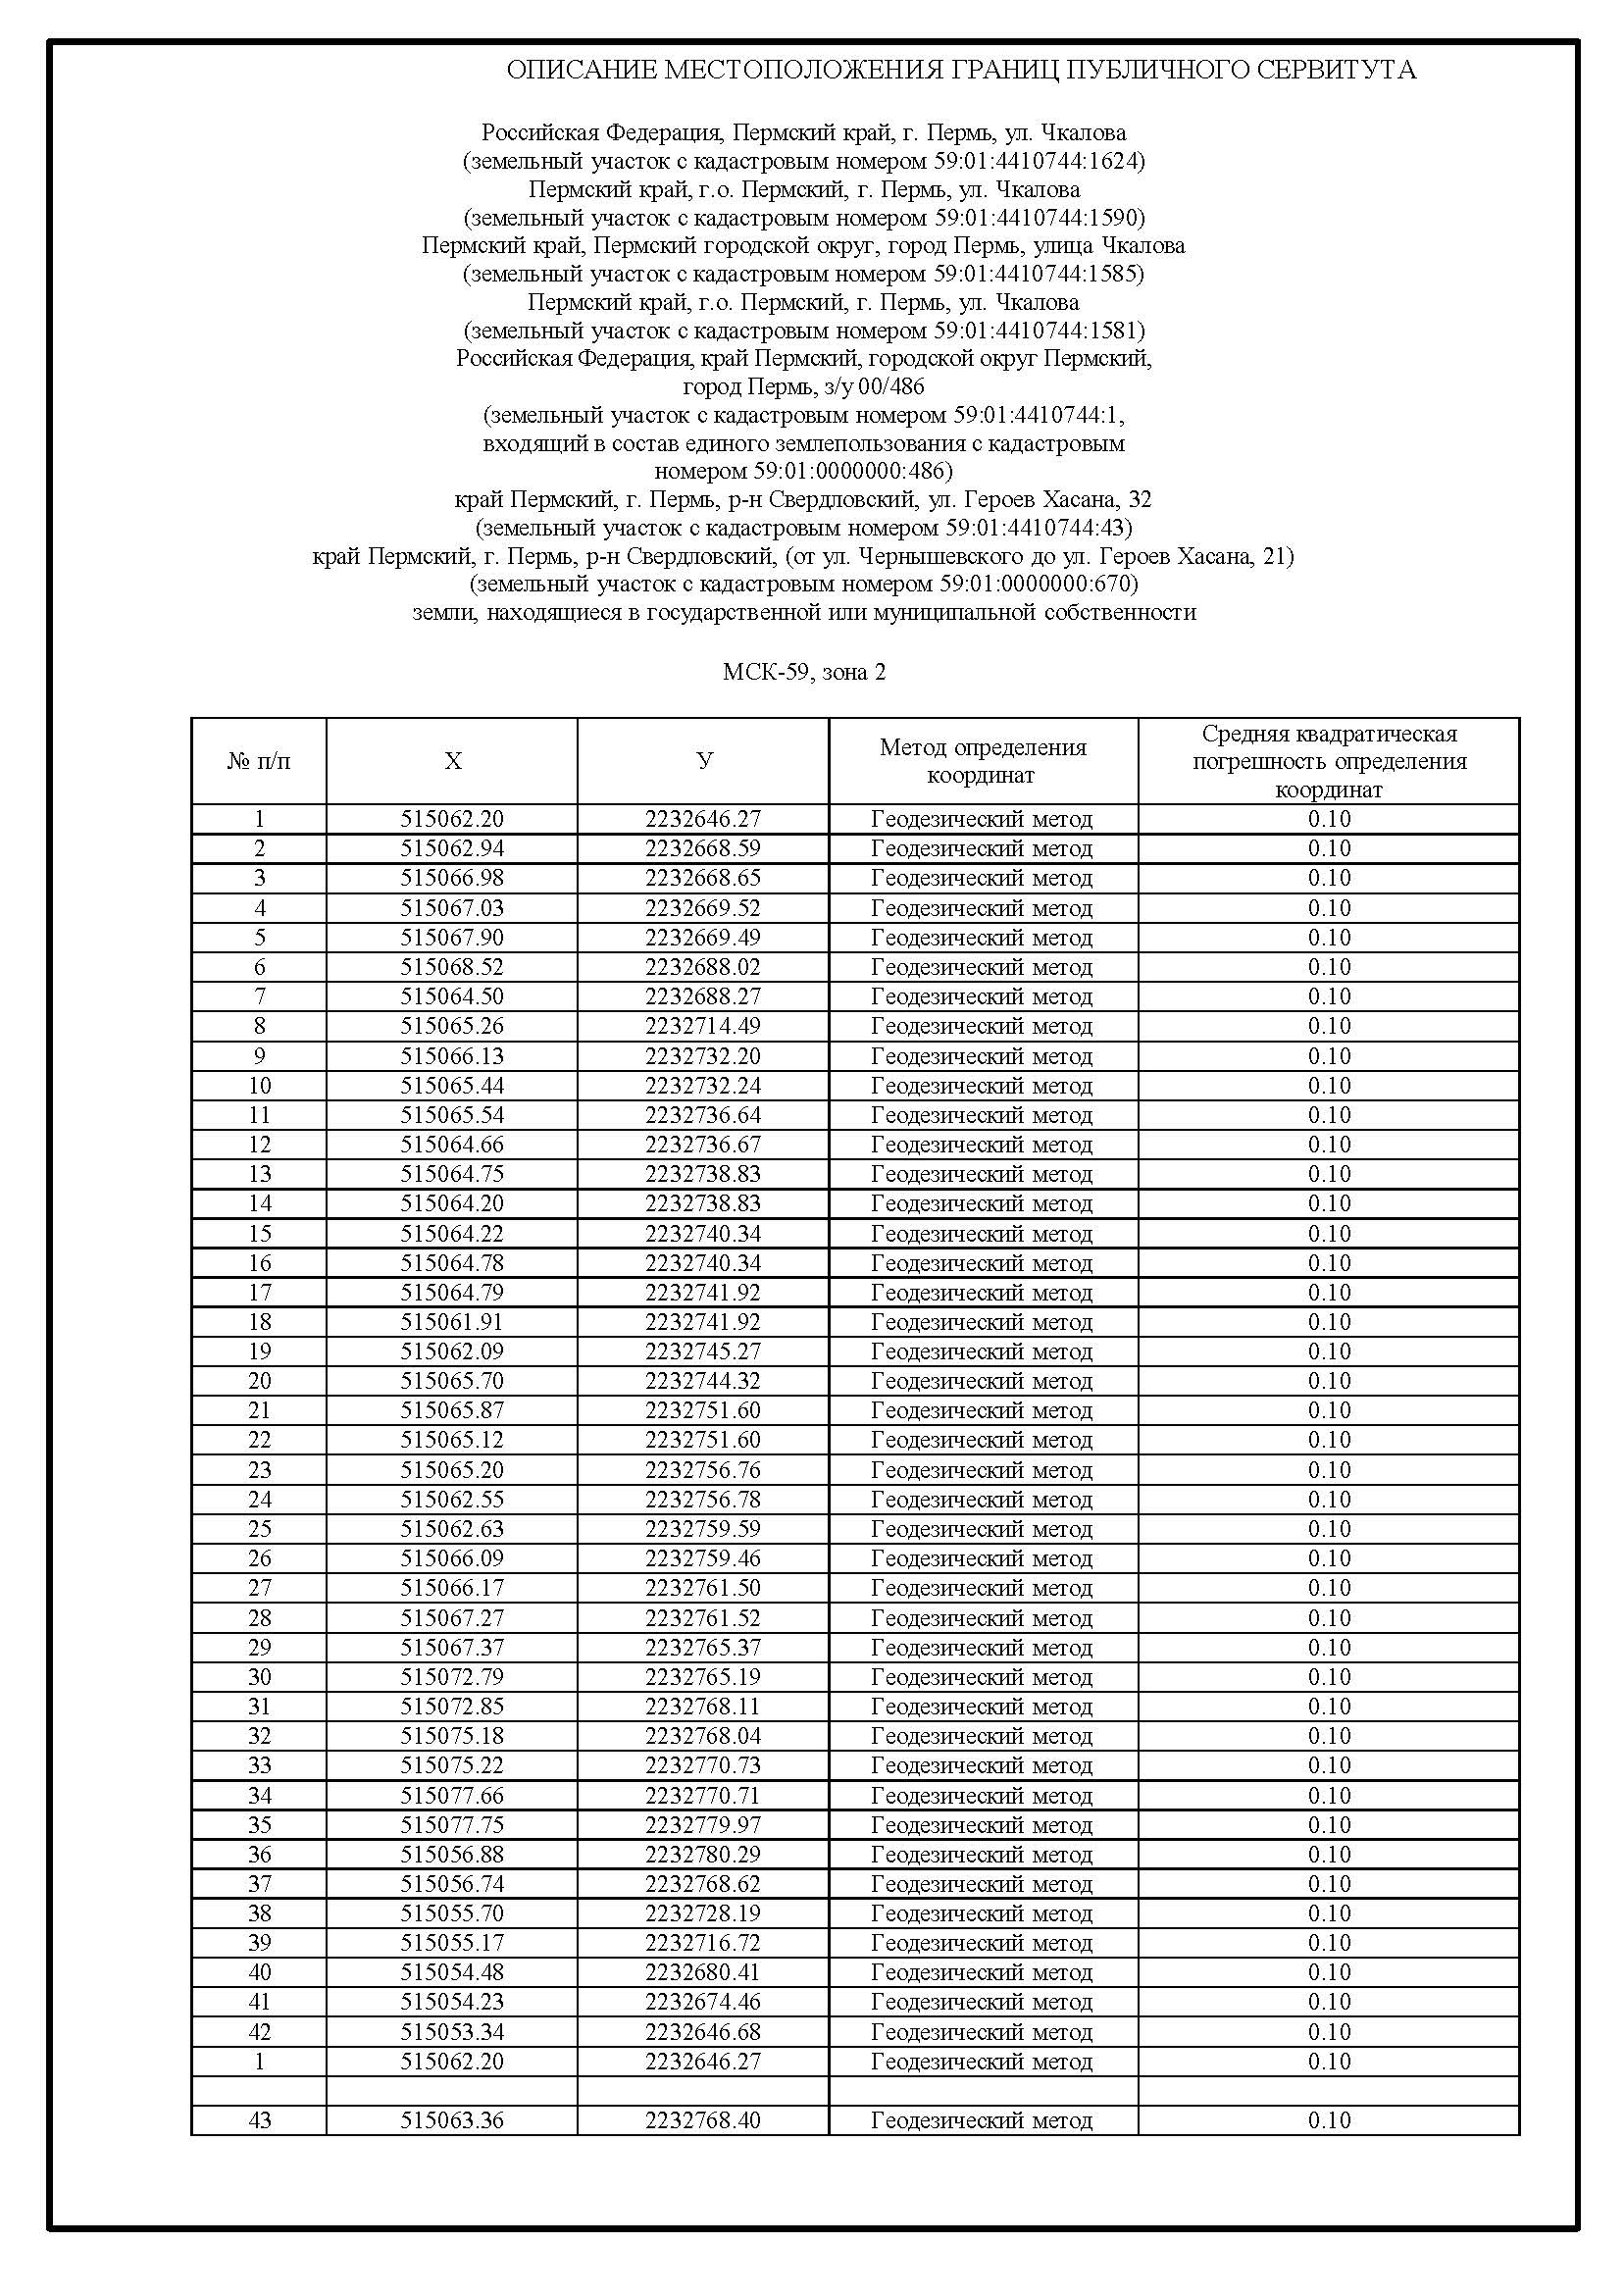 ОПИСАНИЕ МЕСТОПОЛОЖЕНИЯ ГРАНИЦ ПУБЛИЧНОГО СЕРВИТУТА
Российская Федерация, Пермский край, г. Пермь, ул. Чкалова
(земельный участок с кадастровым номером 59:01:4410744:1624)
Пермский край, г.о. Пермский, г. Пермь, ул. Чкалова
(земельный участок с кадастровым номером 59:01:4410744:1590)
Пермский край, Пермский городской округ, город Пермь, улица Чкалова
(земельный участок с кадастровым номером 59:01:4410744:1585)
Пермский край, г.о. Пермский, г. Пермь, ул. Чкалова
(земельный участок с кадастровым номером 59:01:4410744:1581)
Российская Федерация, край Пермский, городской округ Пермский,
город Пермь, з/у 00/486
(земельный участок с кадастровым номером 59:01:4410744:1,
входящий в состав единого землепользования с кадастровым
номером 59:01:0000000:486)
край Пермский, г. Пермь, р-н Свердловский, ул. Героев Хасана, 32
(земельный участок с кадастровым номером 59:01:4410744:43)
край Пермский, г. Пермь, р-н Свердловский, (от ул. Чернышевского до ул. Героев Хасана, 21)
(земельный участок с кадастровым номером 59:01:0000000:670)
земли, находящиеся в государственной или муниципальной собственности
МСК-59, зона 2
№ п/п X У Метод определения координат Средняя квадратическая погрешность определения координат
1 515062.20 2232646.27 Геодезический метод 0.10
2 515062.94 2232668.59 Геодезический метод 0.10
3 515066.98 2232668.65 Геодезический метод 0.10
4 515067.03 2232669.52 Геодезический метод 0.10
5 515067.90 2232669.49 Геодезический метод 0.10
6 515068.52 2232688.02 Геодезический метод 0.10
7 515064.50 2232688.27 Геодезический метод 0.10
8 515065.26 2232714.49 Геодезический метод 0.10
9 515066.13 2232732.20 Геодезический метод 0.10
10 515065.44 2232732.24 Геодезический метод 0.10
11 515065.54 2232736.64 Геодезический метод 0.10
12 515064.66 2232736.67 Геодезический метод 0.10
13 515064.75 2232738.83 Геодезический метод 0.10
14 515064.20 2232738.83 Геодезический метод 0.10
15 515064.22 2232740.34 Геодезический метод 0.10
16 515064.78 2232740.34 Геодезический метод 0.10
17 515064.79 2232741.92 Геодезический метод 0.10
18 515061.91 2232741.92 Геодезический метод 0.10
19 515062.09 2232745.27 Геодезический метод 0.10
20 515065.70 2232744.32 Геодезический метод 0.10
21 515065.87 2232751.60 Геодезический метод 0.10
22 515065.12 2232751.60 Геодезический метод 0.10
23 515065.20 2232756.76 Геодезический метод 0.10
24 515062.55 2232756.78 Геодезический метод 0.10
25 515062.63 2232759.59 Геодезический метод 0.10
26 515066.09 2232759.46 Геодезический метод 0.10
27 515066.17 2232761.50 Геодезический метод 0.10
28 515067.27 2232761.52 Геодезический метод 0.10
29 515067.37 2232765.37 Геодезический метод 0.10
30 515072.79 2232765.19 Геодезический метод 0.10
31 515072.85 2232768.11 Геодезический метод 0.10
32 515075.18 2232768.04 Геодезический метод 0.10
33 515075.22 2232770.73 Геодезический метод 0.10
34 515077.66 2232770.71 Геодезический метод 0.10
35 515077.75 2232779.97 Геодезический метод 0.10
36 515056.88 2232780.29 Геодезический метод 0.10
37 515056.74 2232768.62 Геодезический метод 0.10
38 515055.70 2232728.19 Геодезический метод 0.10
39 515055.17 2232716.72 Геодезический метод 0.10
40 515054.48 2232680.41 Геодезический метод 0.10
41 515054.23 2232674.46 Геодезический метод 0.10
42 515053.34 2232646.68 Геодезический метод 0.10
1 515062.20 2232646.27 Геодезический метод 0.10
43 515063.36 2232768.40 Геодезический метод 0.10